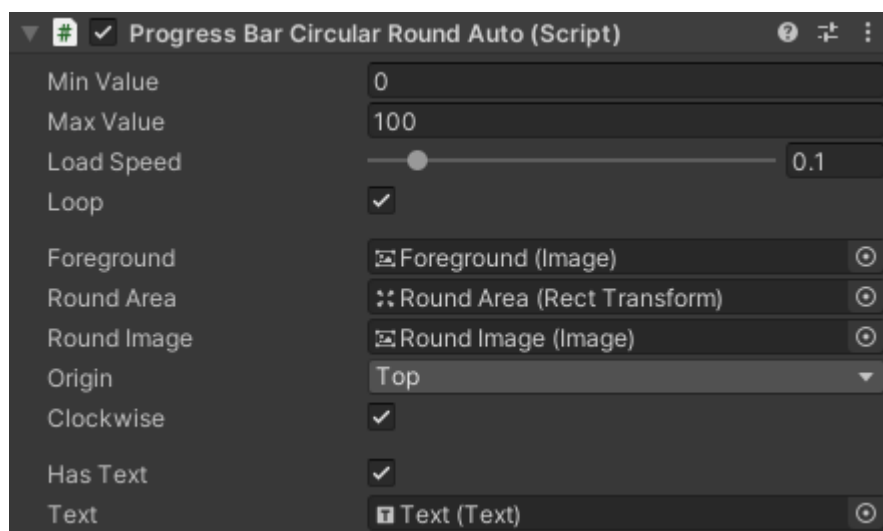 # Progress Bar Circular Round Auto (Script)
Min Value 0
Max Value 100
Load Speed 0.1
Loop
Foreground Foreground (Image)
Round Area Round Area (Rect Transform)
Round Image Round Image (Image)
Origin Top
Clockwise
Has Text
Text T Text (Text)